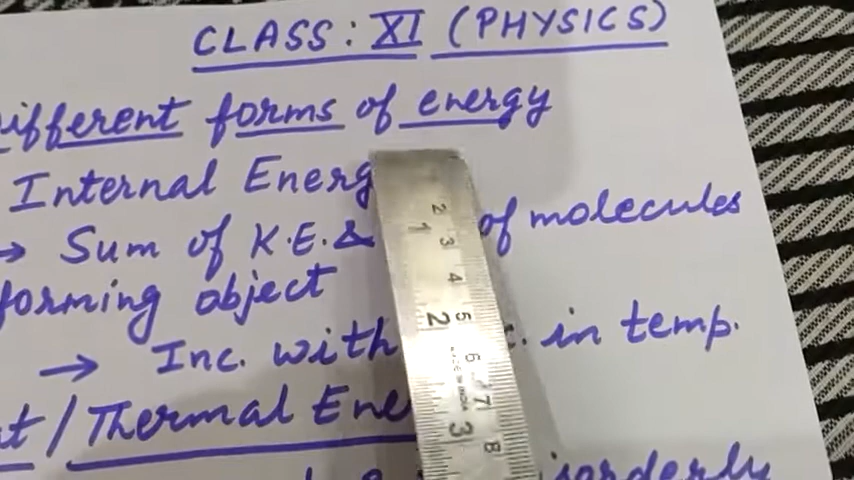 CLASS: XI (PHYSICS)
ifferent forms of energy
Internal Energ
→ Sum of K.E. & of molecules
forming object
→ Inc. with . in temp.
t / Thermal Ene
isorderly
1 2 3
2 3 4 5 6 7 8